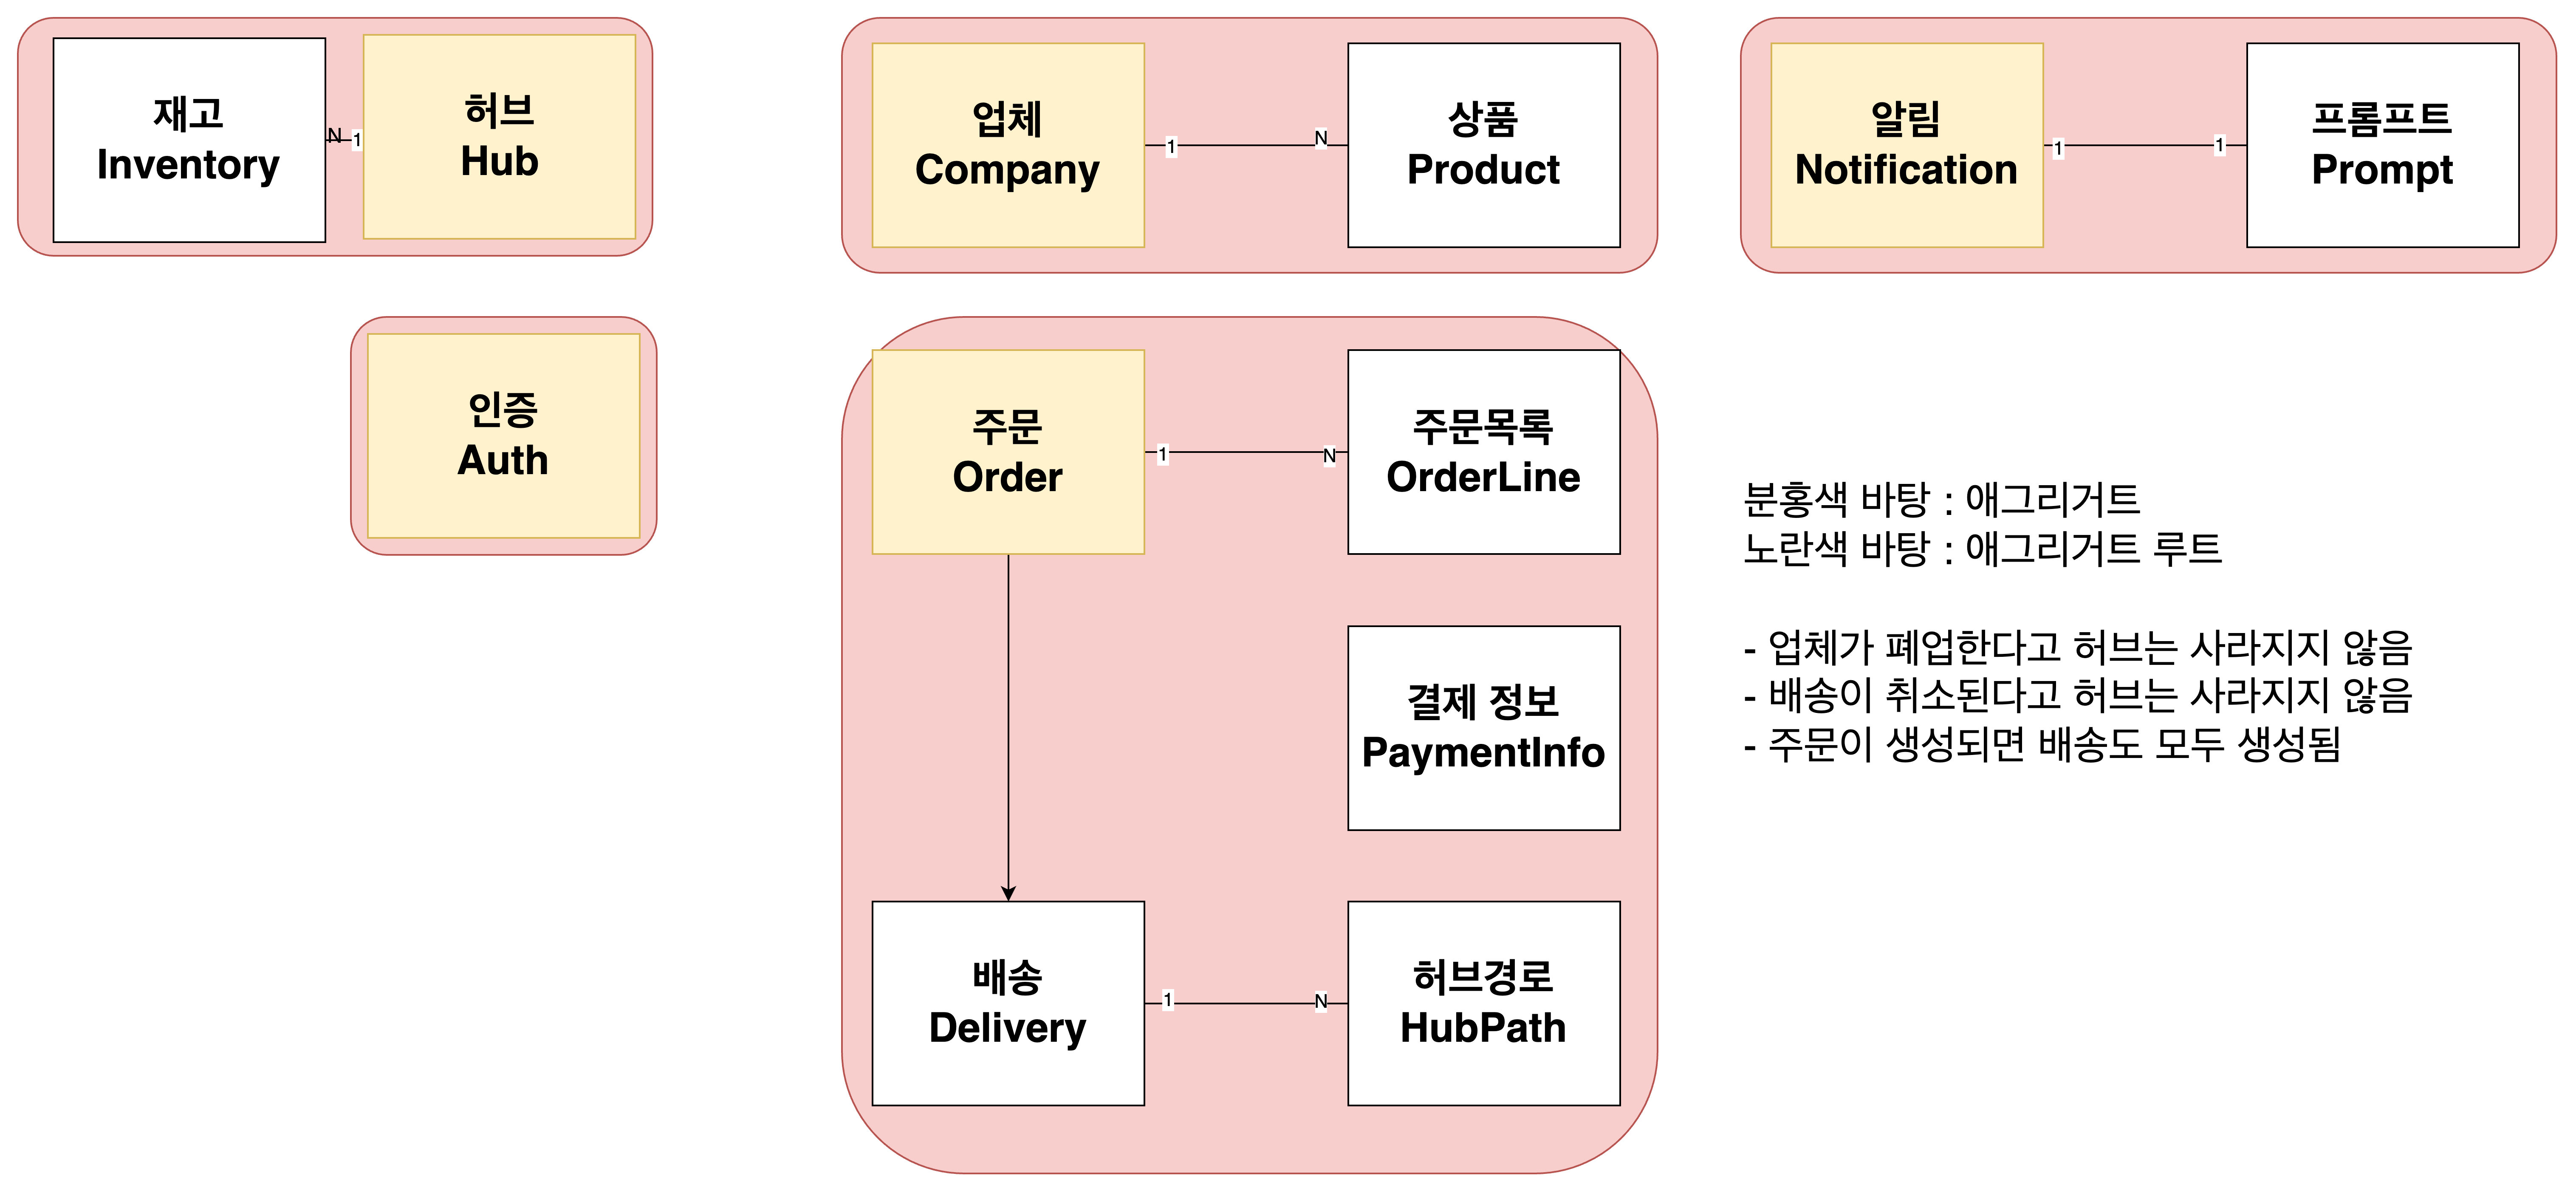 재고
Inventory
N
1
허브
Hub
업체
Company
1
N
상품
Product
알림
Notification
1
1
프롬프트
Prompt
인증
Auth
주문
Order
1
N
주문목록
OrderLine
분홍색 바탕 : 애그리거트
노란색 바탕 : 애그리거트 루트
- 업체가 폐업한다고 허브는 사라지지 않음
- 배송이 취소된다고 허브는 사라지지 않음
- 주문이 생성되면 배송도 모두 생성됨
결제 정보
PaymentInfo
배송
Delivery
1
N
허브경로
HubPath